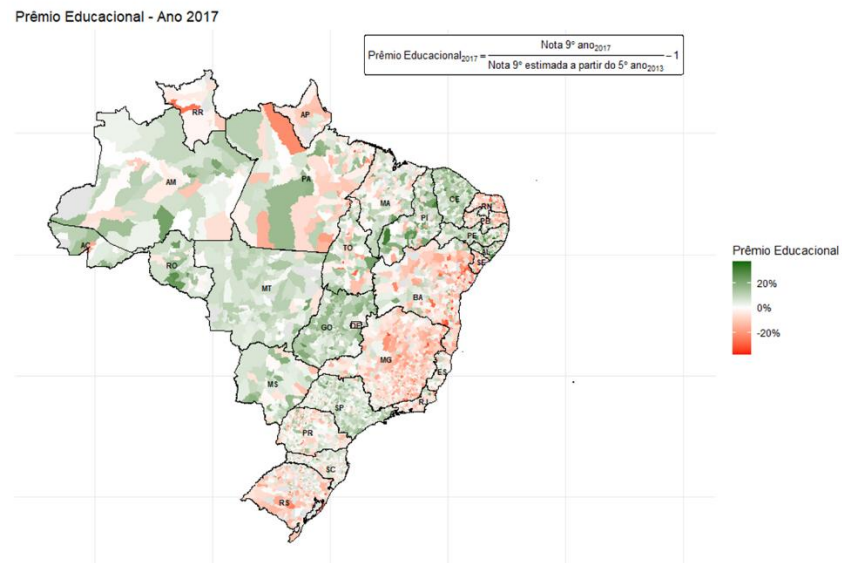 Prêmio Educacional - Ano 2017
Prêmio Educacional2017 = Nota 9º ano2017 / Nota 9º estimada a partir do 5º ano2013 − 1
RR
AP
AM
PA
MA
CE
RN
PB
PI
PE
AL
SE
AC
TO
RO
BA
MT
GO
DF
MG
ES
MS
SP
RJ
PR
SC
RS
Prêmio Educacional
20%
0%
-20%